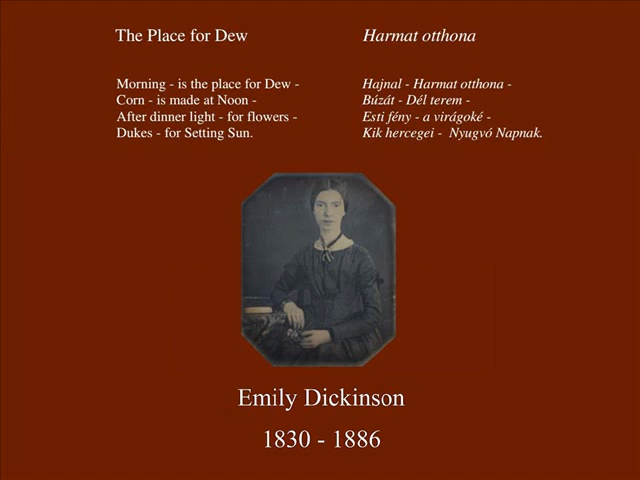 The Place for Dew
Morning - is the place for Dew -
Corn - is made at Noon -
After dinner light - for flowers -
Dukes - for Setting Sun.
Harmat otthona
Hajnal - Harmat otthona -
Búzát - Dél terem -
Esti fény - a virágoké -
Kik hercegei -  Nyugvó Napnak.
Emily Dickinson
1830 - 1886